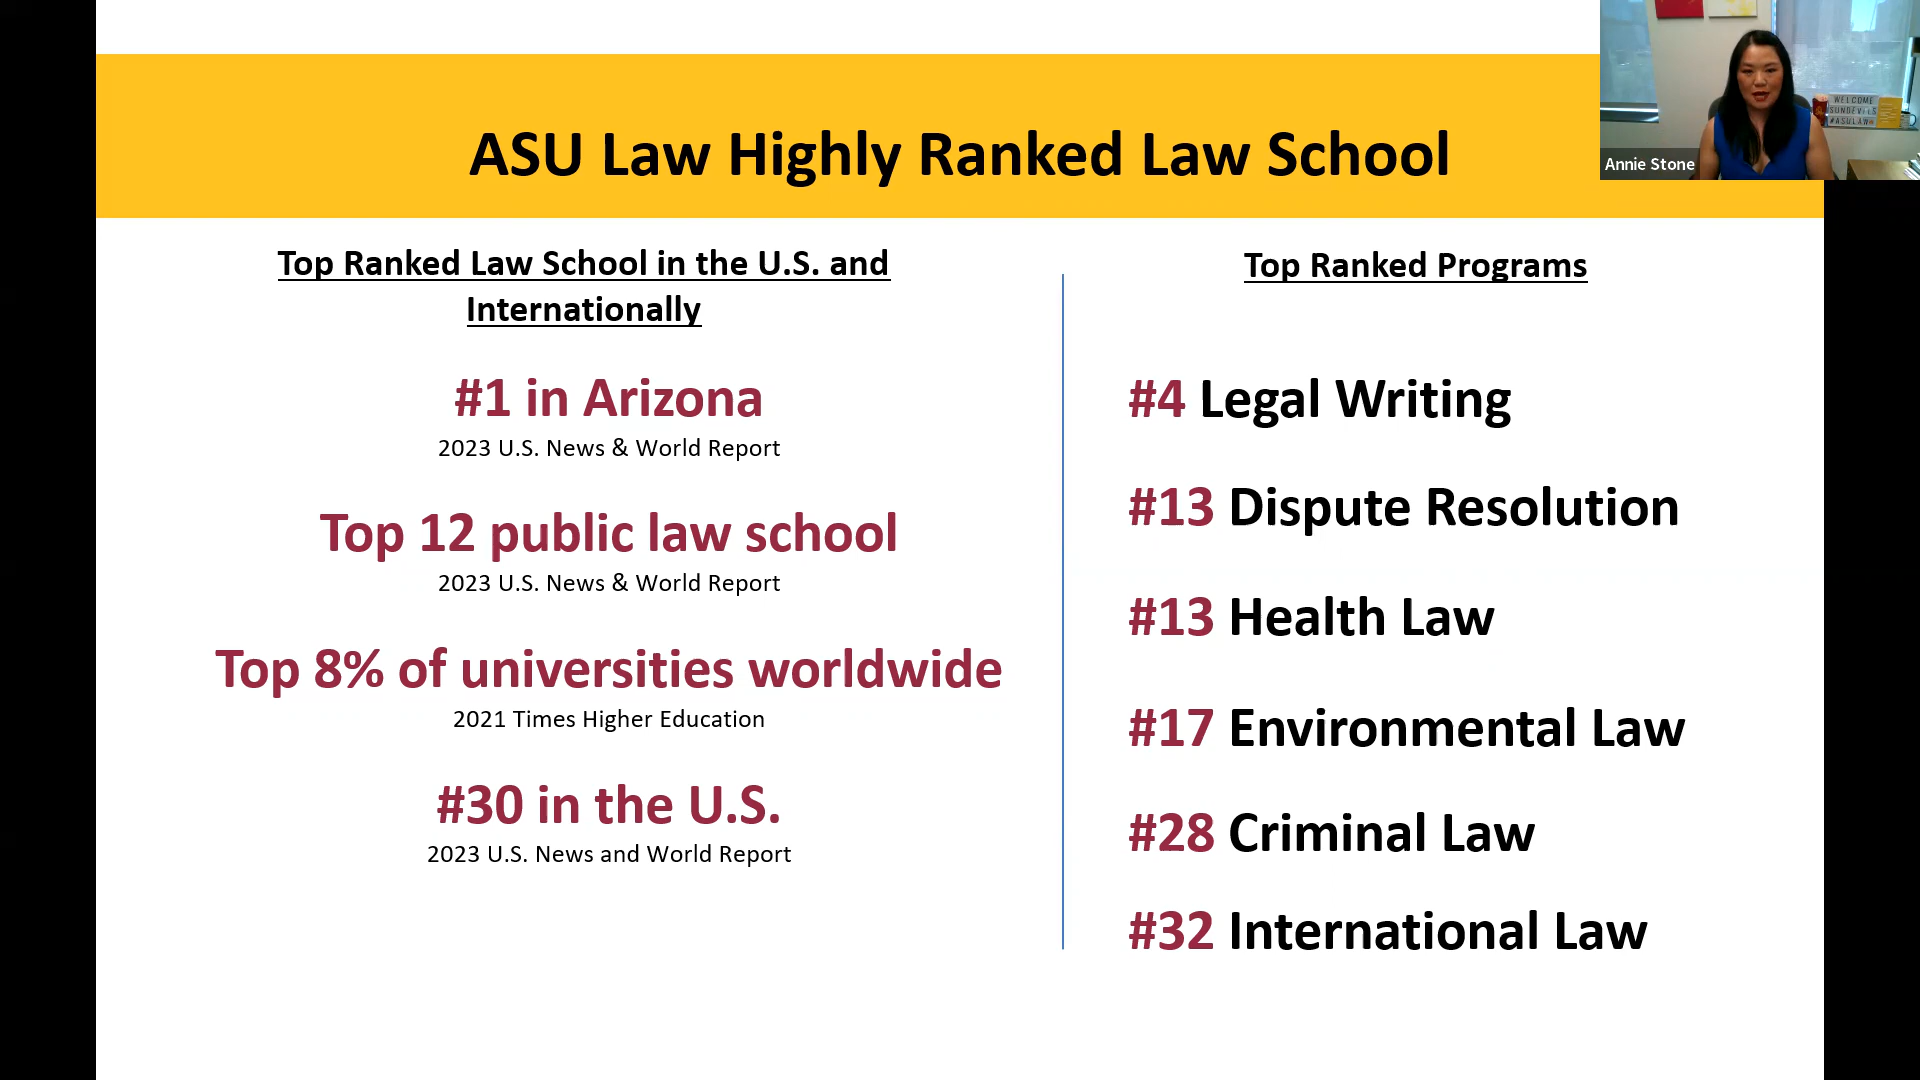 ASU Law Highly Ranked Law School
Annie Stone
WELCOME
SUNDEVILS
#ASULAW
Top Ranked Law School in the U.S. and
Internationally
#1 in Arizona
2023 U.S. News & World Report
Top 12 public law school
2023 U.S. News & World Report
Top 8% of universities worldwide
2021 Times Higher Education
#30 in the U.S.
2023 U.S. News and World Report
Top Ranked Programs
#4 Legal Writing
#13 Dispute Resolution
#13 Health Law
#17 Environmental Law
#28 Criminal Law
#32 International Law